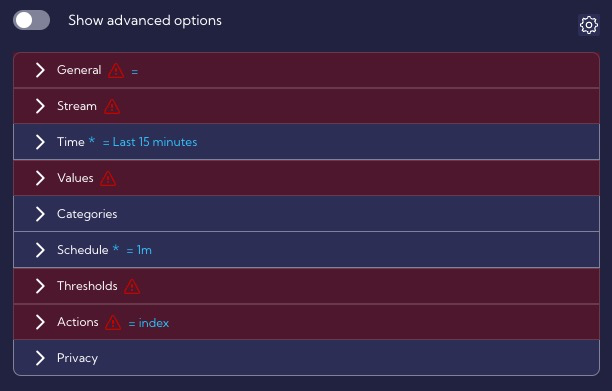 Show advanced options
General =
Stream
Time * = Last 15 minutes
Values
Categories
Schedule * = 1m
Thresholds
Actions = index
Privacy